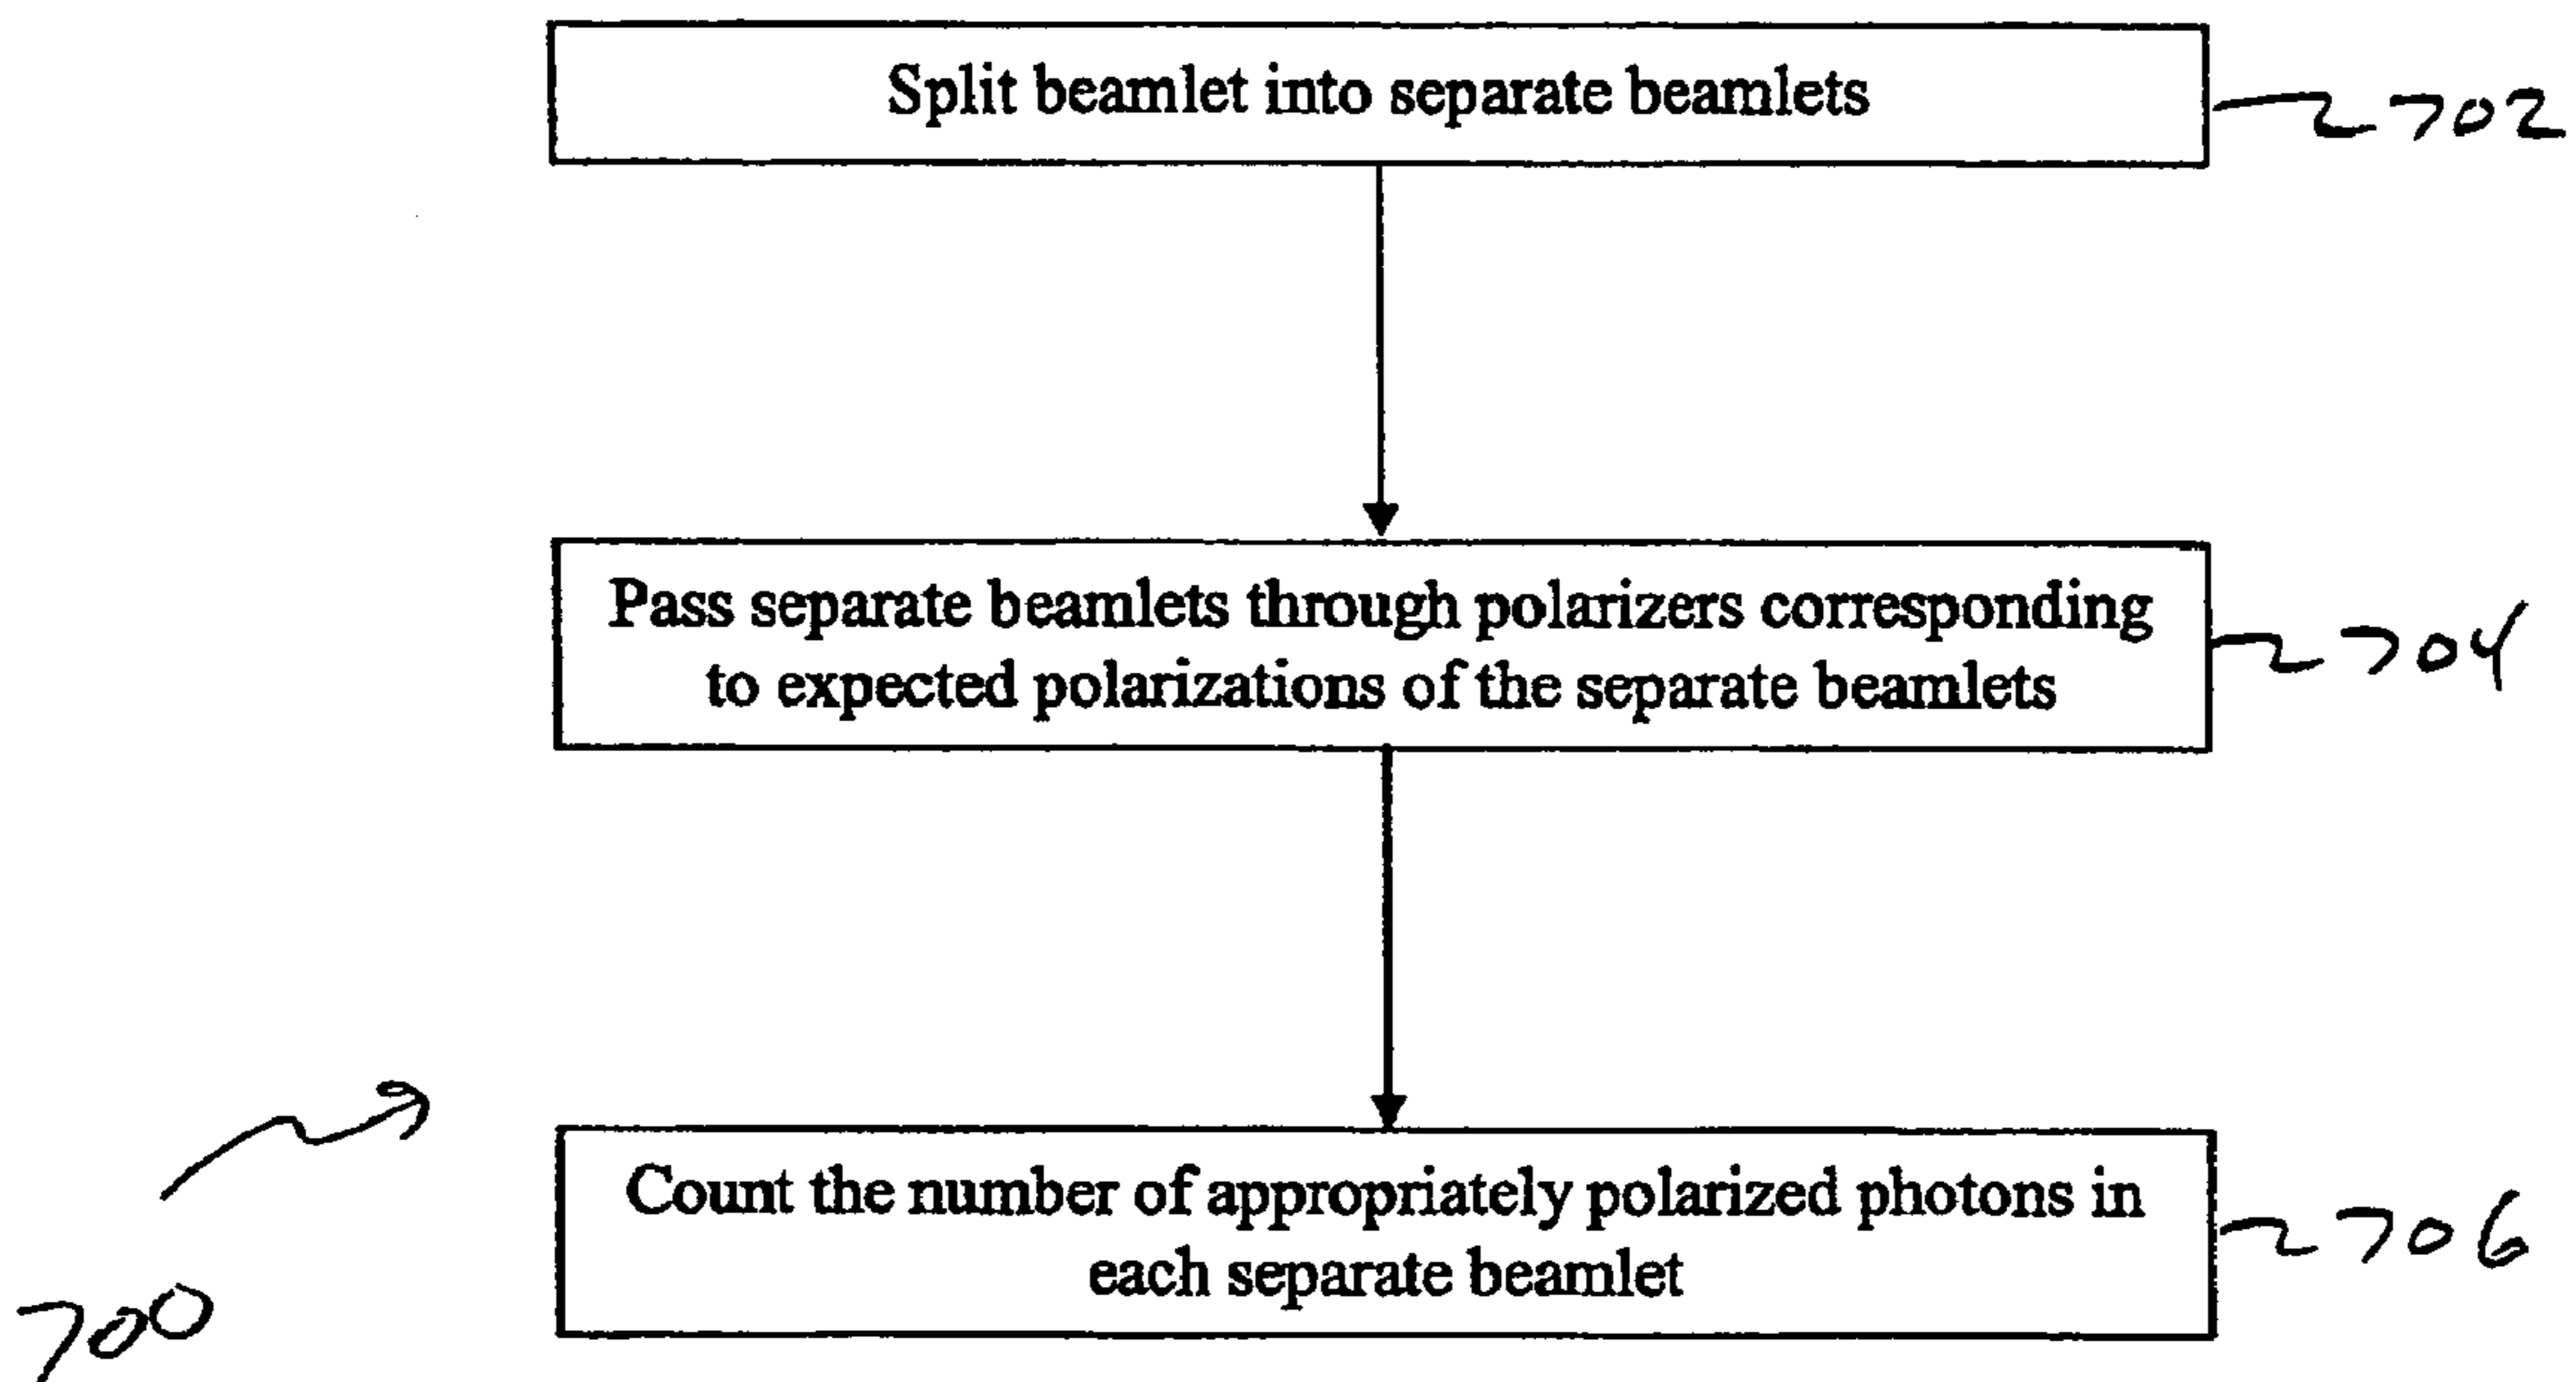 Split beamlet into separate beamlets
702
Pass separate beamlets through polarizers corresponding
to expected polarizations of the separate beamlets
704
Count the number of appropriately polarized photons in
each separate beamlet
706
700